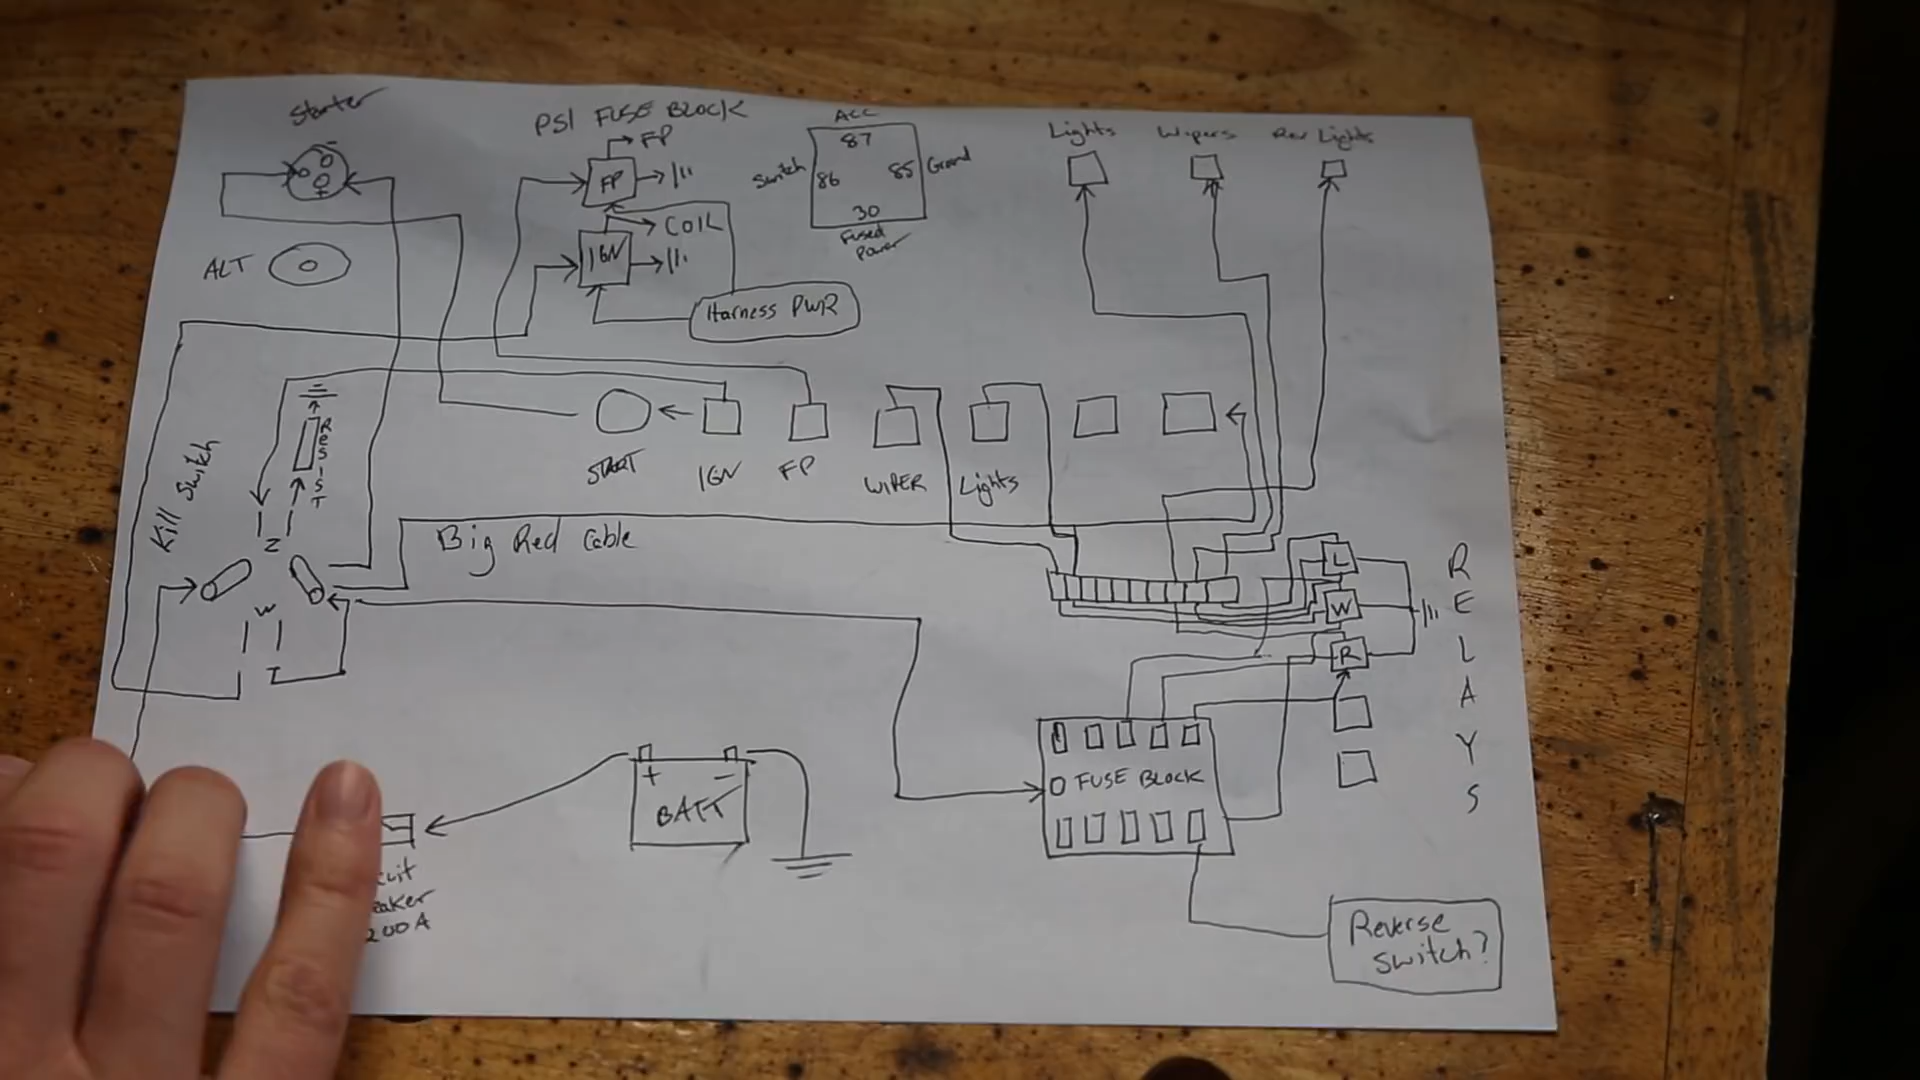 Starter
PSI FUSE BLOCK
FP
FP
COIL
IGN
Harness PWR
ACC
87
Switch
86
85
Ground
30
Fused
Power
Lights
Wipers
Rev Lights
ALT
Kill Switch
RESIST
Z
W
START
IGN
FP
WIPER
Lights
Big Red Cable
L
W
R
RELAYS
+
-
BATT
FUSE BLOCK
200A
Reverse
Switch?